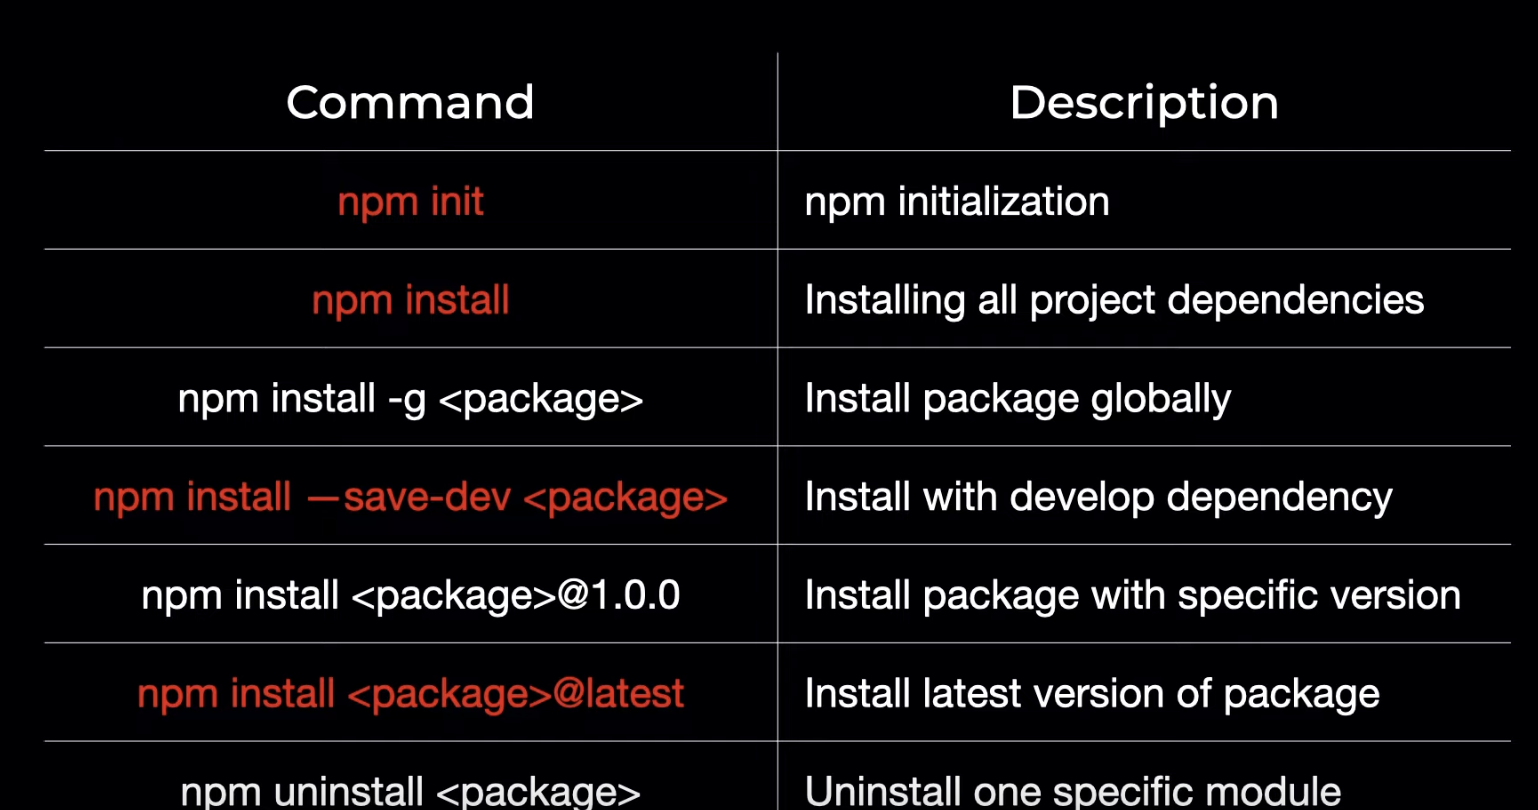 Command Description
npm init npm initialization
npm install Installing all project dependencies
npm install -g <package> Install package globally
npm install —save-dev <package> Install with develop dependency
npm install <package>@1.0.0 Install package with specific version
npm install <package>@latest Install latest version of package
npm uninstall <package> Uninstall one specific module